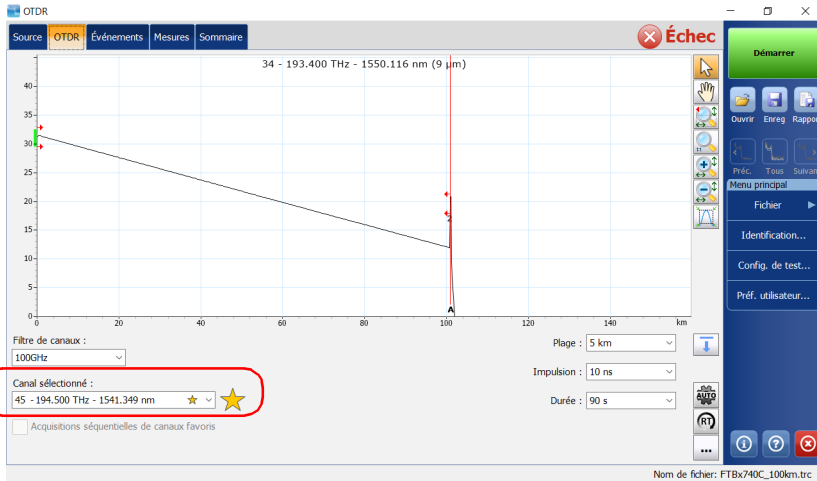 OTDR
Source OTDR Événements Mesures Sommaire
Échec
34 - 193.400 THz - 1550.116 nm (9 µm)
40
35
30
25
20
15
10
5
0
0 20 40 60 80 100 120 140 km
2
A
Filtre de canaux :
100GHz
Canal sélectionné :
45 - 194.500 THz - 1541.349 nm
Acquisitions séquentielles de canaux favoris
Plage : 5 km
Impulsion : 10 ns
Durée : 90 s
1:1
AUTO
RT
...
Démarrer
Ouvrir Enreg Rappor
Préc. Tous Suivan
Menu principal
Fichier
Identification...
Config. de test...
Préf. utilisateur...
Nom de fichier: FTBx740C_100km.trc